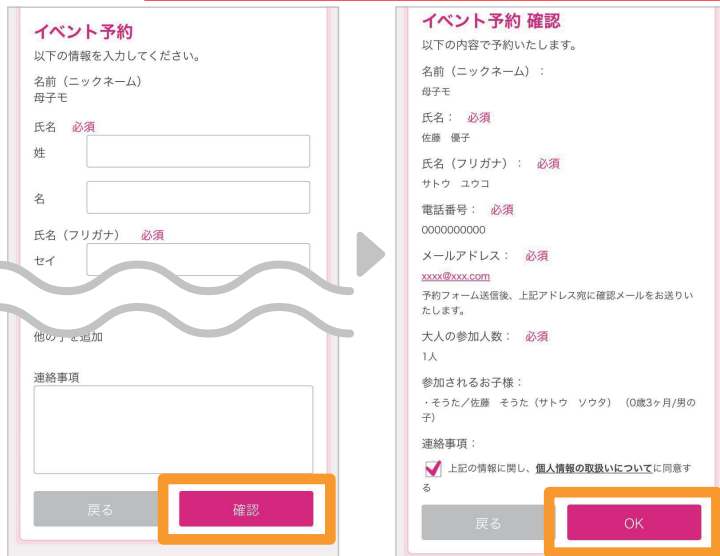 イベント予約
以下の情報を入力してください。
名前（ニックネーム）
母子モ
氏名 必須
姓
名
氏名（フリガナ） 必須
セイ
他の子を追加
連絡事項
戻る 確認
イベント予約 確認
以下の内容で予約いたします。
名前（ニックネーム）：
母子モ
氏名： 必須
佐藤 優子
氏名（フリガナ）： 必須
サトウ ユウコ
電話番号： 必須
0000000000
メールアドレス： 必須
xxxx@xxx.com
予約フォーム送信後、上記アドレス宛に確認メールをお送りい
たします。
大人の参加人数： 必須
1人
参加されるお子様：
・そうた／佐藤 そうた（サトウ ソウタ） （0歳3ヶ月/男の
子）
連絡事項：
上記の情報に関し、個人情報の取扱いについてに同意す
る
戻る OK